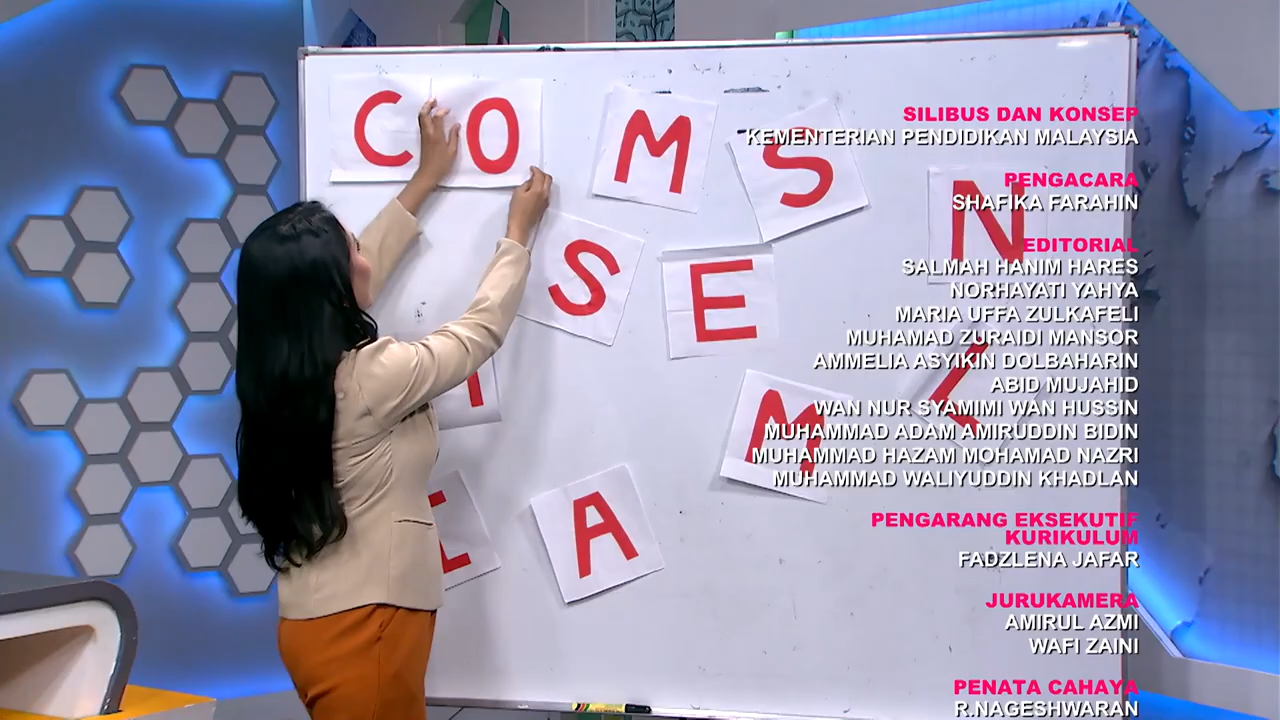 C O M S
N
S E
I
Z
M
A
SILIBUS DAN KONSEP
KEMENTERIAN PENDIDIKAN MALAYSIA
PENGACARA
SHAFIKA FARAHIN
EDITORIAL
SALMAH HANIM HARES
NORHAYATI YAHYA
MARIA UFFA ZULKAFELI
MUHAMAD ZURAIDI MANSOR
AMMELIA ASYIKIN DOLBAHARIN
ABID MUJAHID
WAN NUR SYAMIMI WAN HUSSIN
MUHAMMAD ADAM AMIRUDDIN BIDIN
MUHAMMAD HAZAM MOHAMAD NAZRI
MUHAMMAD WALIYUDDIN KHADLAN
PENGARANG EKSEKUTIF
KURIKULUM
FADZLENA JAFAR
JURUKAMERA
AMIRUL AZMI
WAFI ZAINI
PENATA CAHAYA
R.NAGESHWARAN